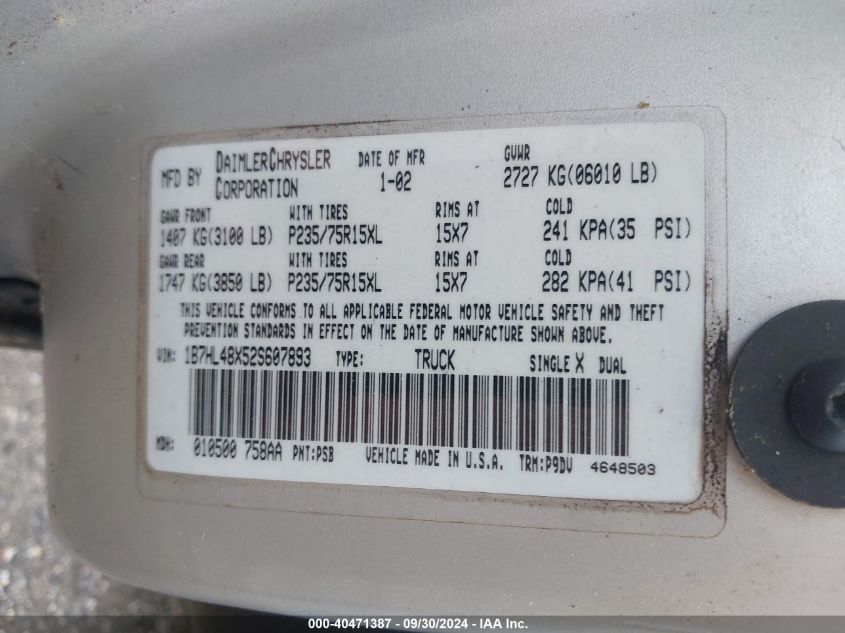 MFD BY DAIMLERCHRYSLER CORPORATION DATE OF MFR 1-02 GVWR 2727 KG(06010 LB)
GAWR FRONT WITH TIRES RIMS AT COLD
1407 KG(3100 LB) P235/75R15XL 15X7 241 KPA(35 PSI)
GAWR REAR WITH TIRES RIMS AT COLD
1747 KG(3850 LB) P235/75R15XL 15X7 282 KPA(41 PSI)
THIS VEHICLE CONFORMS TO ALL APPLICABLE FEDERAL MOTOR VEHICLE SAFETY AND THEFT
PREVENTION STANDARDS IN EFFECT ON THE DATE OF MANUFACTURE SHOWN ABOVE.
VIN: 1B7HL48X52S607893 TYPE: TRUCK SINGLE X DUAL
MDH: 010500 758AA PNT:PSB VEHICLE MADE IN U.S.A. TRM:P9DV 4648503
000-40471387 - 09/30/2024 - IAAI.com